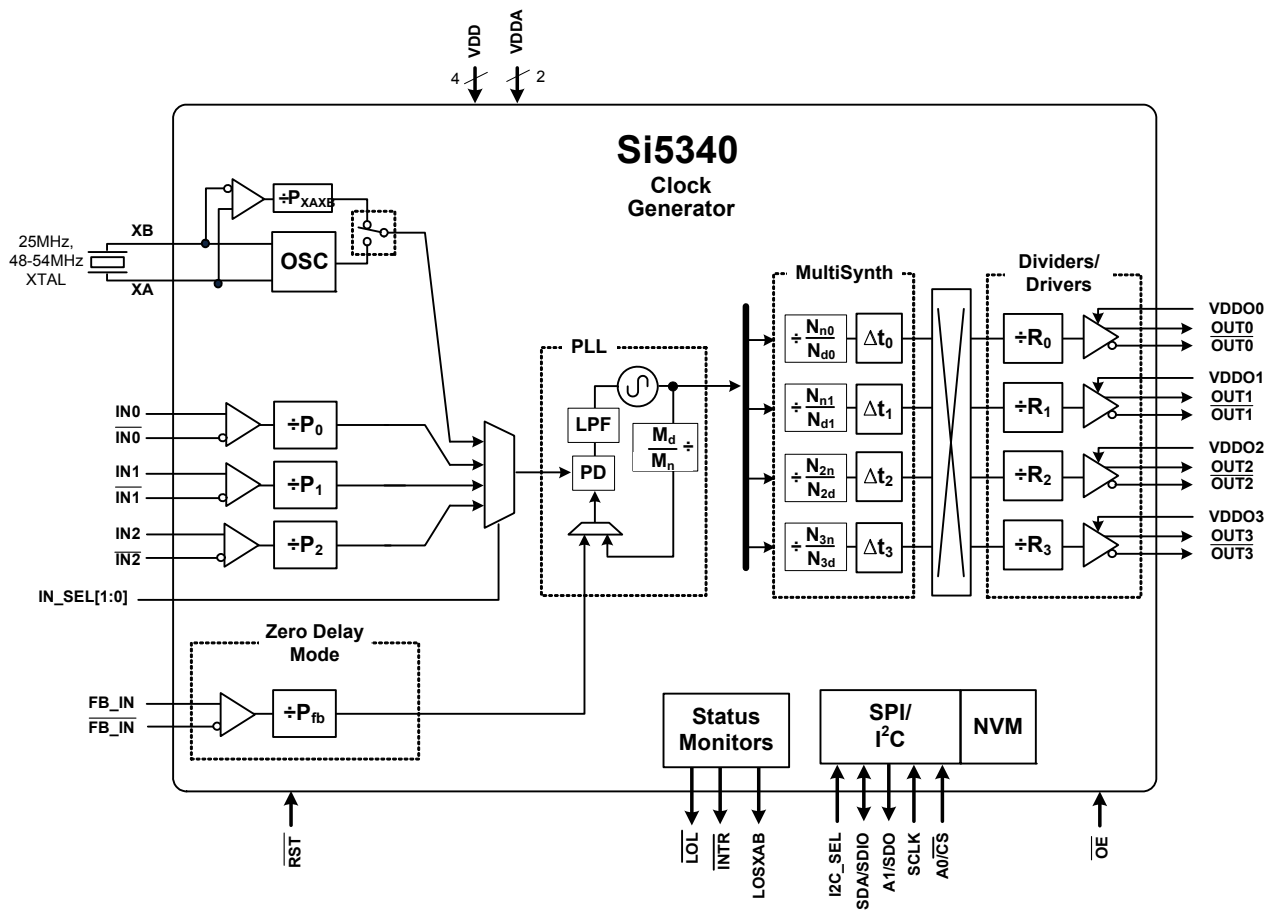 VDD
VDDA
4
2
Si5340
Clock
Generator
÷PXAXB
XB
25MHz,
48-54MHz
XTAL
OSC
XA
MultiSynth
Dividers/
Drivers
PLL
VDDO0
÷ Nn0/Nd0
Δt0
÷R0
OUT0
OUT0
VDDO1
IN0
IN0
÷P0
LPF
Md/Mn ÷
÷ Nn1/Nd1
Δt1
÷R1
OUT1
OUT1
IN1
IN1
÷P1
PD
VDDO2
÷ N2n/N2d
Δt2
÷R2
OUT2
OUT2
IN2
IN2
÷P2
VDDO3
÷ N3n/N3d
Δt3
÷R3
OUT3
OUT3
IN_SEL[1:0]
Zero Delay
Mode
FB_IN
FB_IN
÷Pfb
Status
Monitors
SPI/
I²C
NVM
RST
LOL
INTR
LOSXAB
I2C_SEL
SDA/SDIO
A1/SDO
SCLK
A0/CS
OE